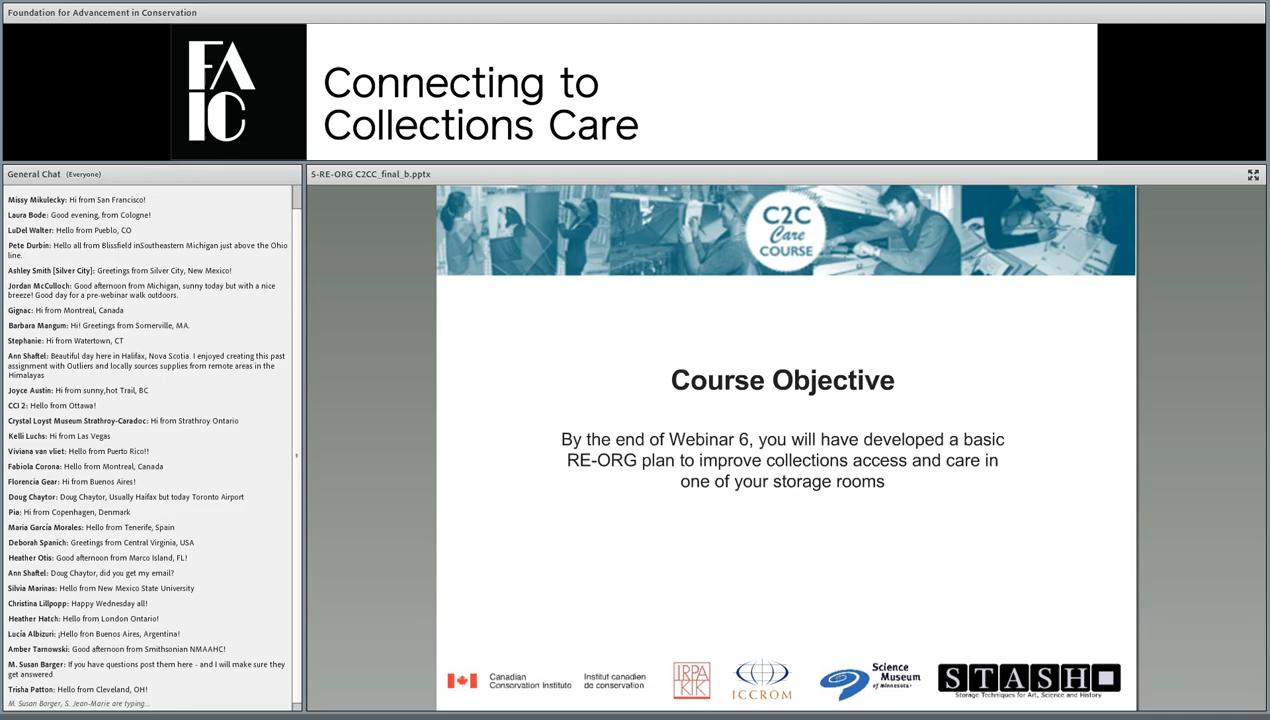 Foundation for Advancement in Conservation
FA
IC
Connecting to
Collections Care
General Chat (Everyone)
Missy Mikulecky: Hi from San Francisco!
Laura Bode: Good evening, from Cologne!
LuDel Walter: Hello from Pueblo, CO
Pete Durbin: Hello all from Blissfield inSoutheastern Michigan just above the Ohio
line.
Ashley Smith [Silver City]: Greetings from Silver City, New Mexico!
Jordan McCulloch: Good afternoon from Michigan, sunny today but with a nice
breeze! Good day for a pre-webinar walk outdoors.
Gignac: Hi from Montreal, Canada
Barbara Mangum: Hi! Greetings from Somerville, MA.
Stephanie: Hi from Watertown, CT
Ann Shaftel: Beautiful day here in Halifax, Nova Scotia. I enjoyed creating this past
assignment with Outliers and locally sources supplies from remote areas in the
Himalayas
Joyce Austin: Hi from sunny,hot Trail, BC
CCI 2: Hello from Ottawa!
Crystal Loyst Museum Strathroy-Caradoc: Hi from Strathroy Ontario
Kelli Luchs: Hi from Las Vegas
Viviana van vliet: Hello from Puerto Rico!!
Fabiola Corona: Hello from Montreal, Canada
Florencia Gear: Hi from Buenos Aires!
Doug Chaytor: Doug Chaytor, Usually Haifax but today Toronto Airport
Pia: Hi from Copenhagen, Denmark
Maria García Morales: Hello from Tenerife, Spain
Deborah Spanich: Greetings from Central Virginia, USA
Heather Otis: Good afternoon from Marco Island, FL!
Ann Shaftel: Doug Chaytor, did you get my email?
Silvia Marinas: Hello from New Mexico State University
Christina Lillpopp: Happy Wednesday all!
Heather Hatch: Hello from London Ontario!
Lucía Albizuri: ¡Hello fron Buenos Aires, Argentina!
Amber Tarnowski: Good afternoon from Smithsonian NMAAHC!
M. Susan Barger: If you have questions post them here - and I will make sure they
get answered
Trisha Patton: Hello from Cleveland, OH!
M. Susan Barger, S. Jean-Marie are typing...
5-RE-ORG C2CC_final_b.pptx
C2C
Care
COURSE
Course Objective
By the end of Webinar 6, you will have developed a basic
RE-ORG plan to improve collections access and care in
one of your storage rooms
Canadian
Conservation Institute
Institut canadien
de conservation
IRPA
KIK
ICCROM
Science
Museum
of Minnesota
STASH
Storage Techniques for Art, Science and History